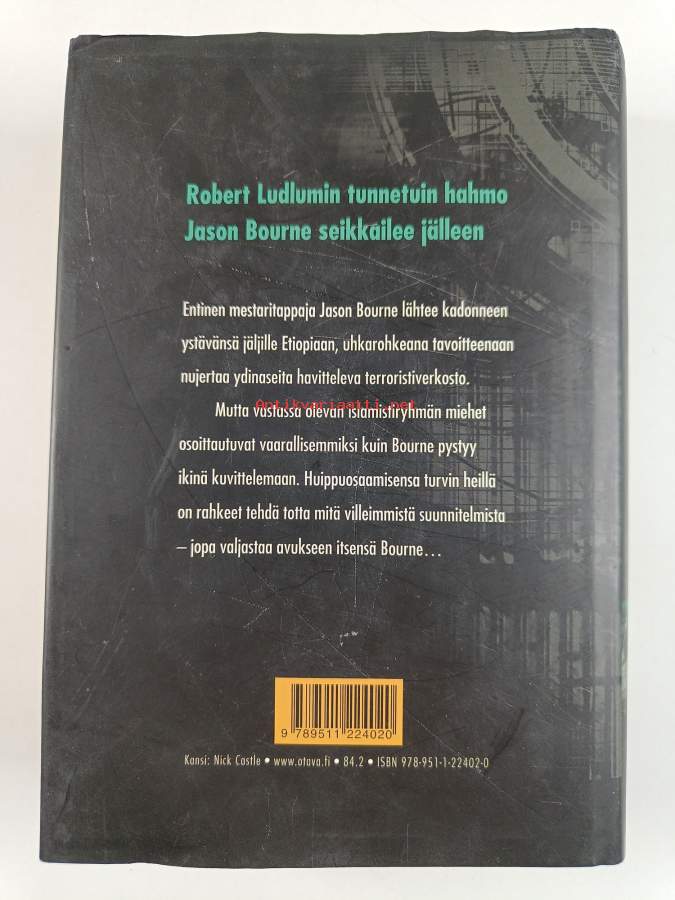 Robert Ludlumin tunnetuin hahmo
Jason Bourne seikkailee jälleen
Entinen mestaritappaja Jason Bourne lähtee kadonneen
ystävänsä jäljille Etiopiaan, uhkarohkeana tavoitteenaan
nujertaa ydinaseita havitteleva terroristiverkosto.
Antikvariaatti.net
Mutta vastassa olevan islamistiryhmän miehet
osoittautuvat vaarallisemmiksi kuin Bourne pystyy
ikinä kuvittelemaan. Huippuosaamisensa turvin heillä
on rahkeet tehdä totta mitä villeimmistä suunnitelmista
– jopa valjastaa avukseen itsensä Bourne…
9 789511 224020
Kansi: Nick Castle • www.otava.fi • 84.2 • ISBN 978-951-1-22402-0